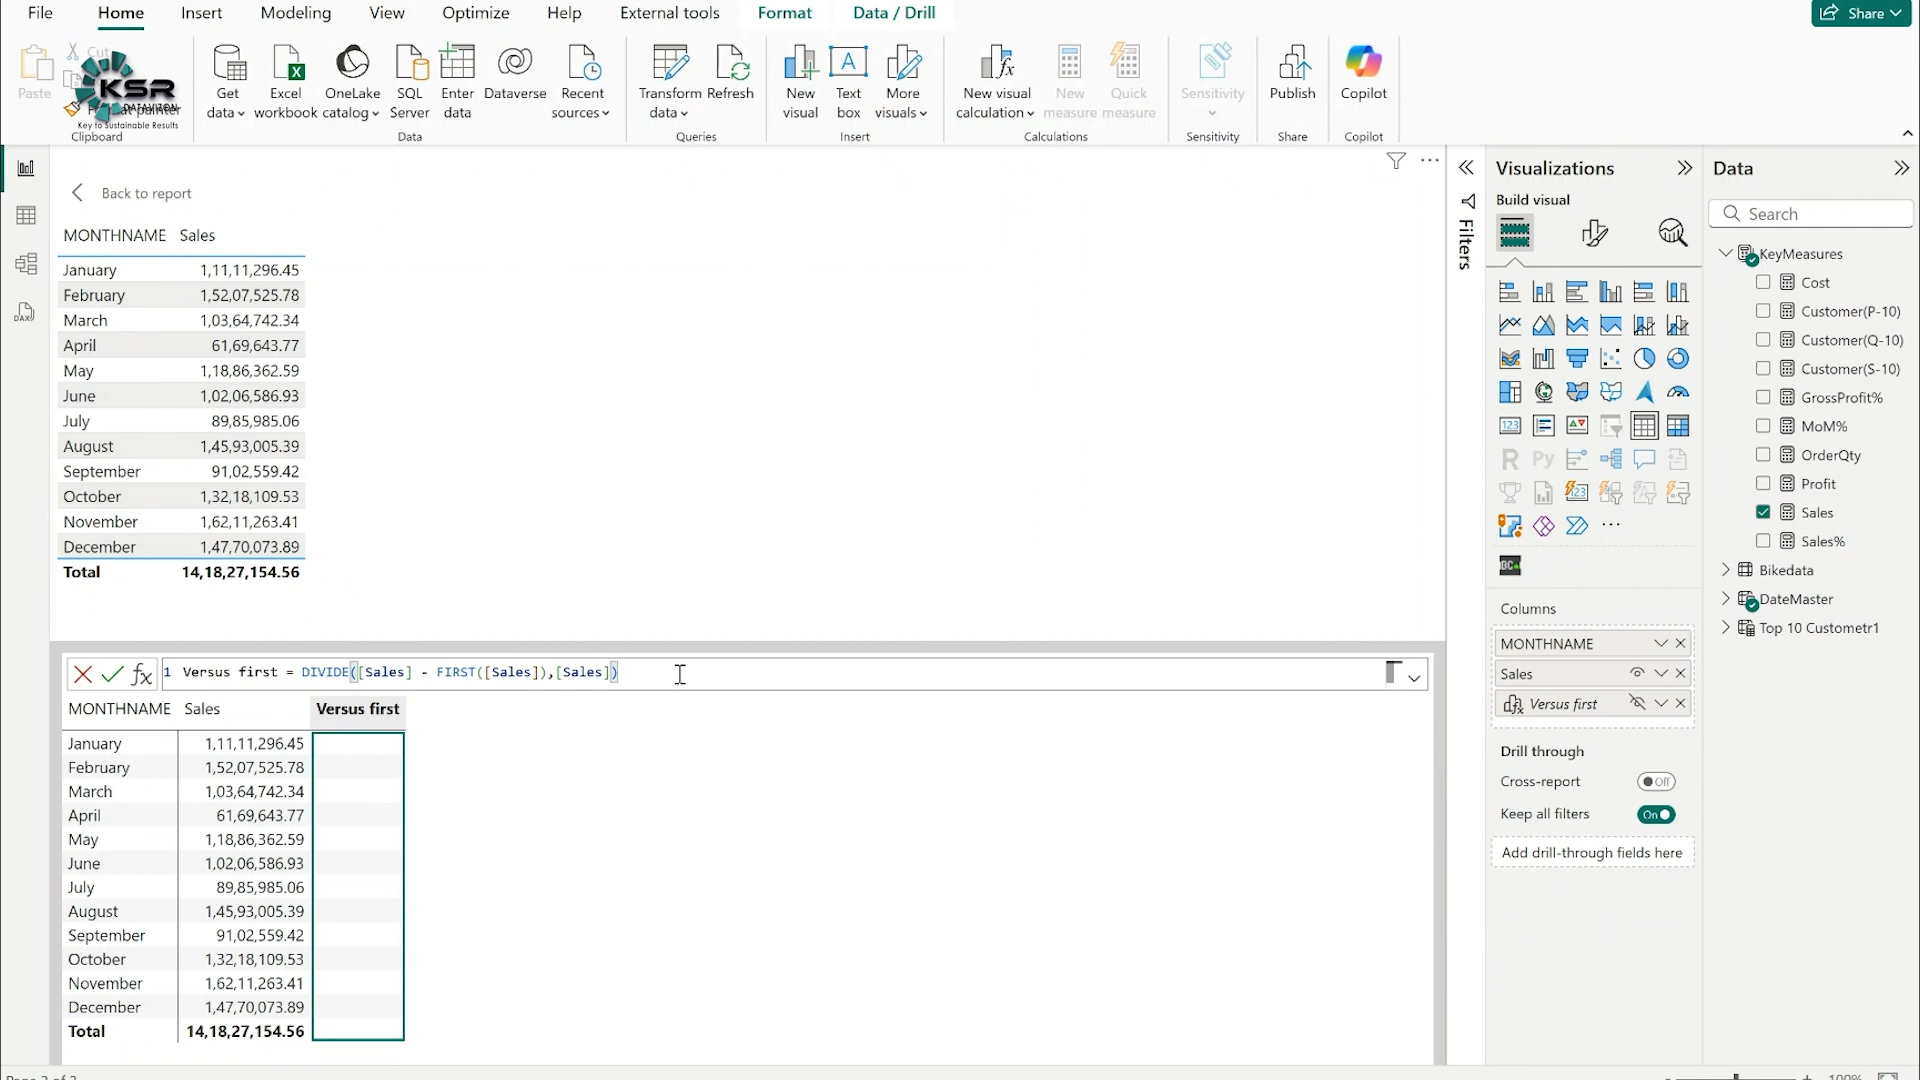 File Home Insert Modeling View Optimize Help External tools Format Data / Drill Share
Paste
Cut
KSR
DATAVIZON
Key to Sustainable Results
painter
Clipboard
Get data
Excel workbook
OneLake catalog
SQL Server
Enter data
Dataverse
Recent sources
Data
Transform data
Refresh
Queries
New visual
Text box
More visuals
Insert
New visual calculation
New measure
Quick measure
Calculations
Sensitivity
Sensitivity
Publish
Share
Copilot
Copilot
Back to report
MONTHNAME Sales
January 1,11,11,296.45
February 1,52,07,525.78
March 1,03,64,742.34
April 61,69,643.77
May 1,18,86,362.59
June 1,02,06,586.93
July 89,85,985.06
August 1,45,93,005.39
September 91,02,559.42
October 1,32,18,109.53
November 1,62,11,263.41
December 1,47,70,073.89
Total 14,18,27,154.56
1 Versus first = DIVIDE([Sales] - FIRST([Sales]),[Sales])
MONTHNAME Sales Versus first
January 1,11,11,296.45
February 1,52,07,525.78
March 1,03,64,742.34
April 61,69,643.77
May 1,18,86,362.59
June 1,02,06,586.93
July 89,85,985.06
August 1,45,93,005.39
September 91,02,559.42
October 1,32,18,109.53
November 1,62,11,263.41
December 1,47,70,073.89
Total 14,18,27,154.56
Filters
Visualizations
Build visual
123
R Py
123
Columns
MONTHNAME
Sales
Versus first
Drill through
Cross-report Off
Keep all filters On
Add drill-through fields here
Data
Search
KeyMeasures
Cost
Customer(P-10)
Customer(Q-10)
Customer(S-10)
GrossProfit%
MoM%
OrderQty
Profit
Sales
Sales%
Bikedata
DateMaster
Top 10 Custometr1
100%